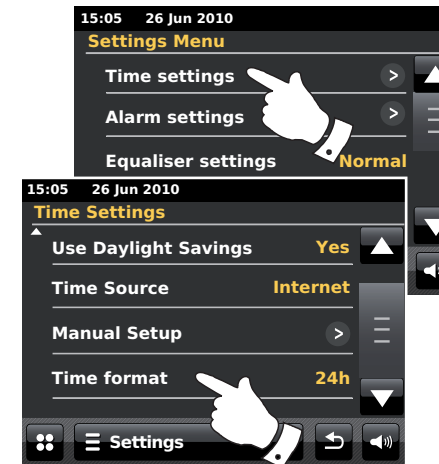 15:05 26 Jun 2010
Settings Menu
Time settings
Alarm settings
Equaliser settings Normal
15:05 26 Jun 2010
Time Settings
Use Daylight Savings Yes
Time Source Internet
Manual Setup
Time format 24h
Settings